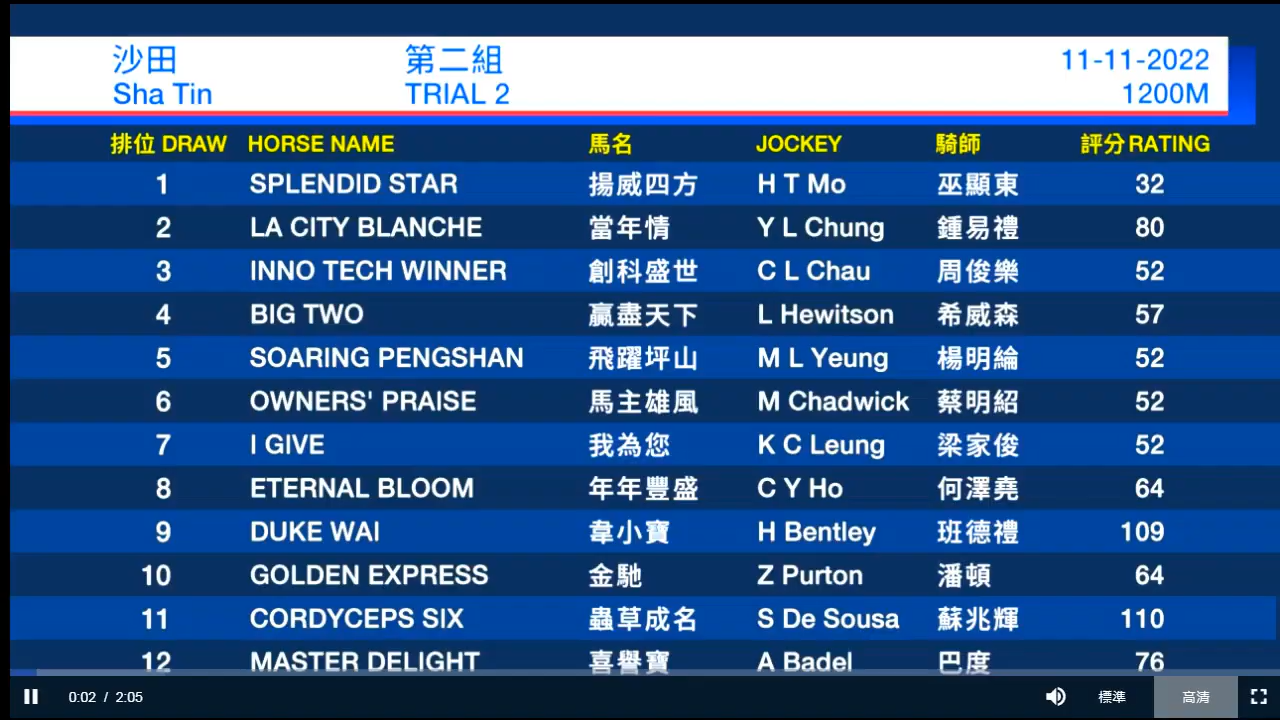 沙田 第二組 11-11-2022
Sha Tin TRIAL 2 1200M
排位 DRAW HORSE NAME 馬名 JOCKEY 騎師 評分 RATING
1 SPLENDID STAR 揚威四方 H T Mo 巫顯東 32
2 LA CITY BLANCHE 當年情 Y L Chung 鍾易禮 80
3 INNO TECH WINNER 創科盛世 C L Chau 周俊樂 52
4 BIG TWO 贏盡天下 L Hewitson 希威森 57
5 SOARING PENGSHAN 飛躍坪山 M L Yeung 楊明綸 52
6 OWNERS' PRAISE 馬主雄風 M Chadwick 蔡明紹 52
7 I GIVE 我為您 K C Leung 梁家俊 52
8 ETERNAL BLOOM 年年豐盛 C Y Ho 何澤堯 64
9 DUKE WAI 韋小寶 H Bentley 班德禮 109
10 GOLDEN EXPRESS 金馳 Z Purton 潘頓 64
11 CORDYCEPS SIX 蟲草成名 S De Sousa 蘇兆輝 110
12 MASTER DELIGHT 喜譽寶 A Badel 巴度 76
0:02 / 2:05 標準 高清